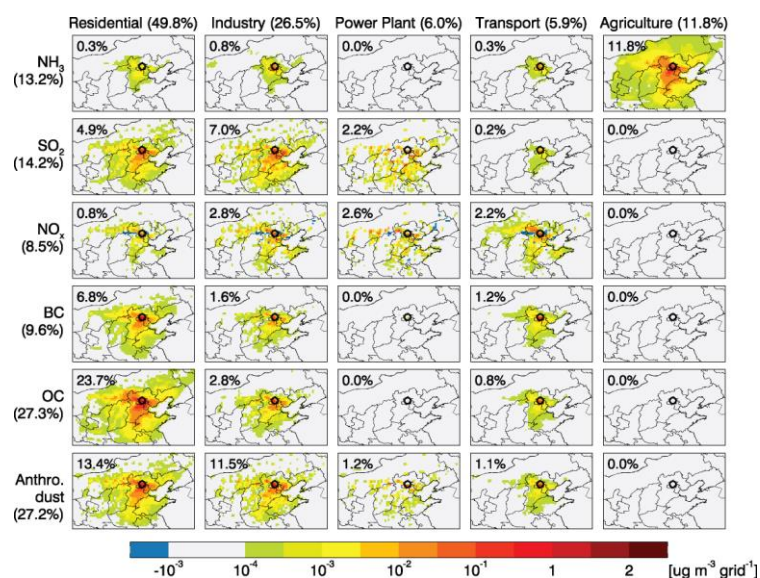 Residential (49.8%) Industry (26.5%) Power Plant (6.0%) Transport (5.9%) Agriculture (11.8%)
NH₃ (13.2%) 0.3% 0.8% 0.0% 0.3% 11.8%
SO₂ (14.2%) 4.9% 7.0% 2.2% 0.2% 0.0%
NOₓ (8.5%) 0.8% 2.8% 2.6% 2.2% 0.0%
BC (9.6%) 6.8% 1.6% 0.0% 1.2% 0.0%
OC (27.3%) 23.7% 2.8% 0.0% 0.8% 0.0%
Anthro. dust (27.2%) 13.4% 11.5% 1.2% 1.1% 0.0%
-10⁻³ 10⁻⁴ 10⁻³ 10⁻² 10⁻¹ 1 2 [ug m⁻³ grid⁻¹]